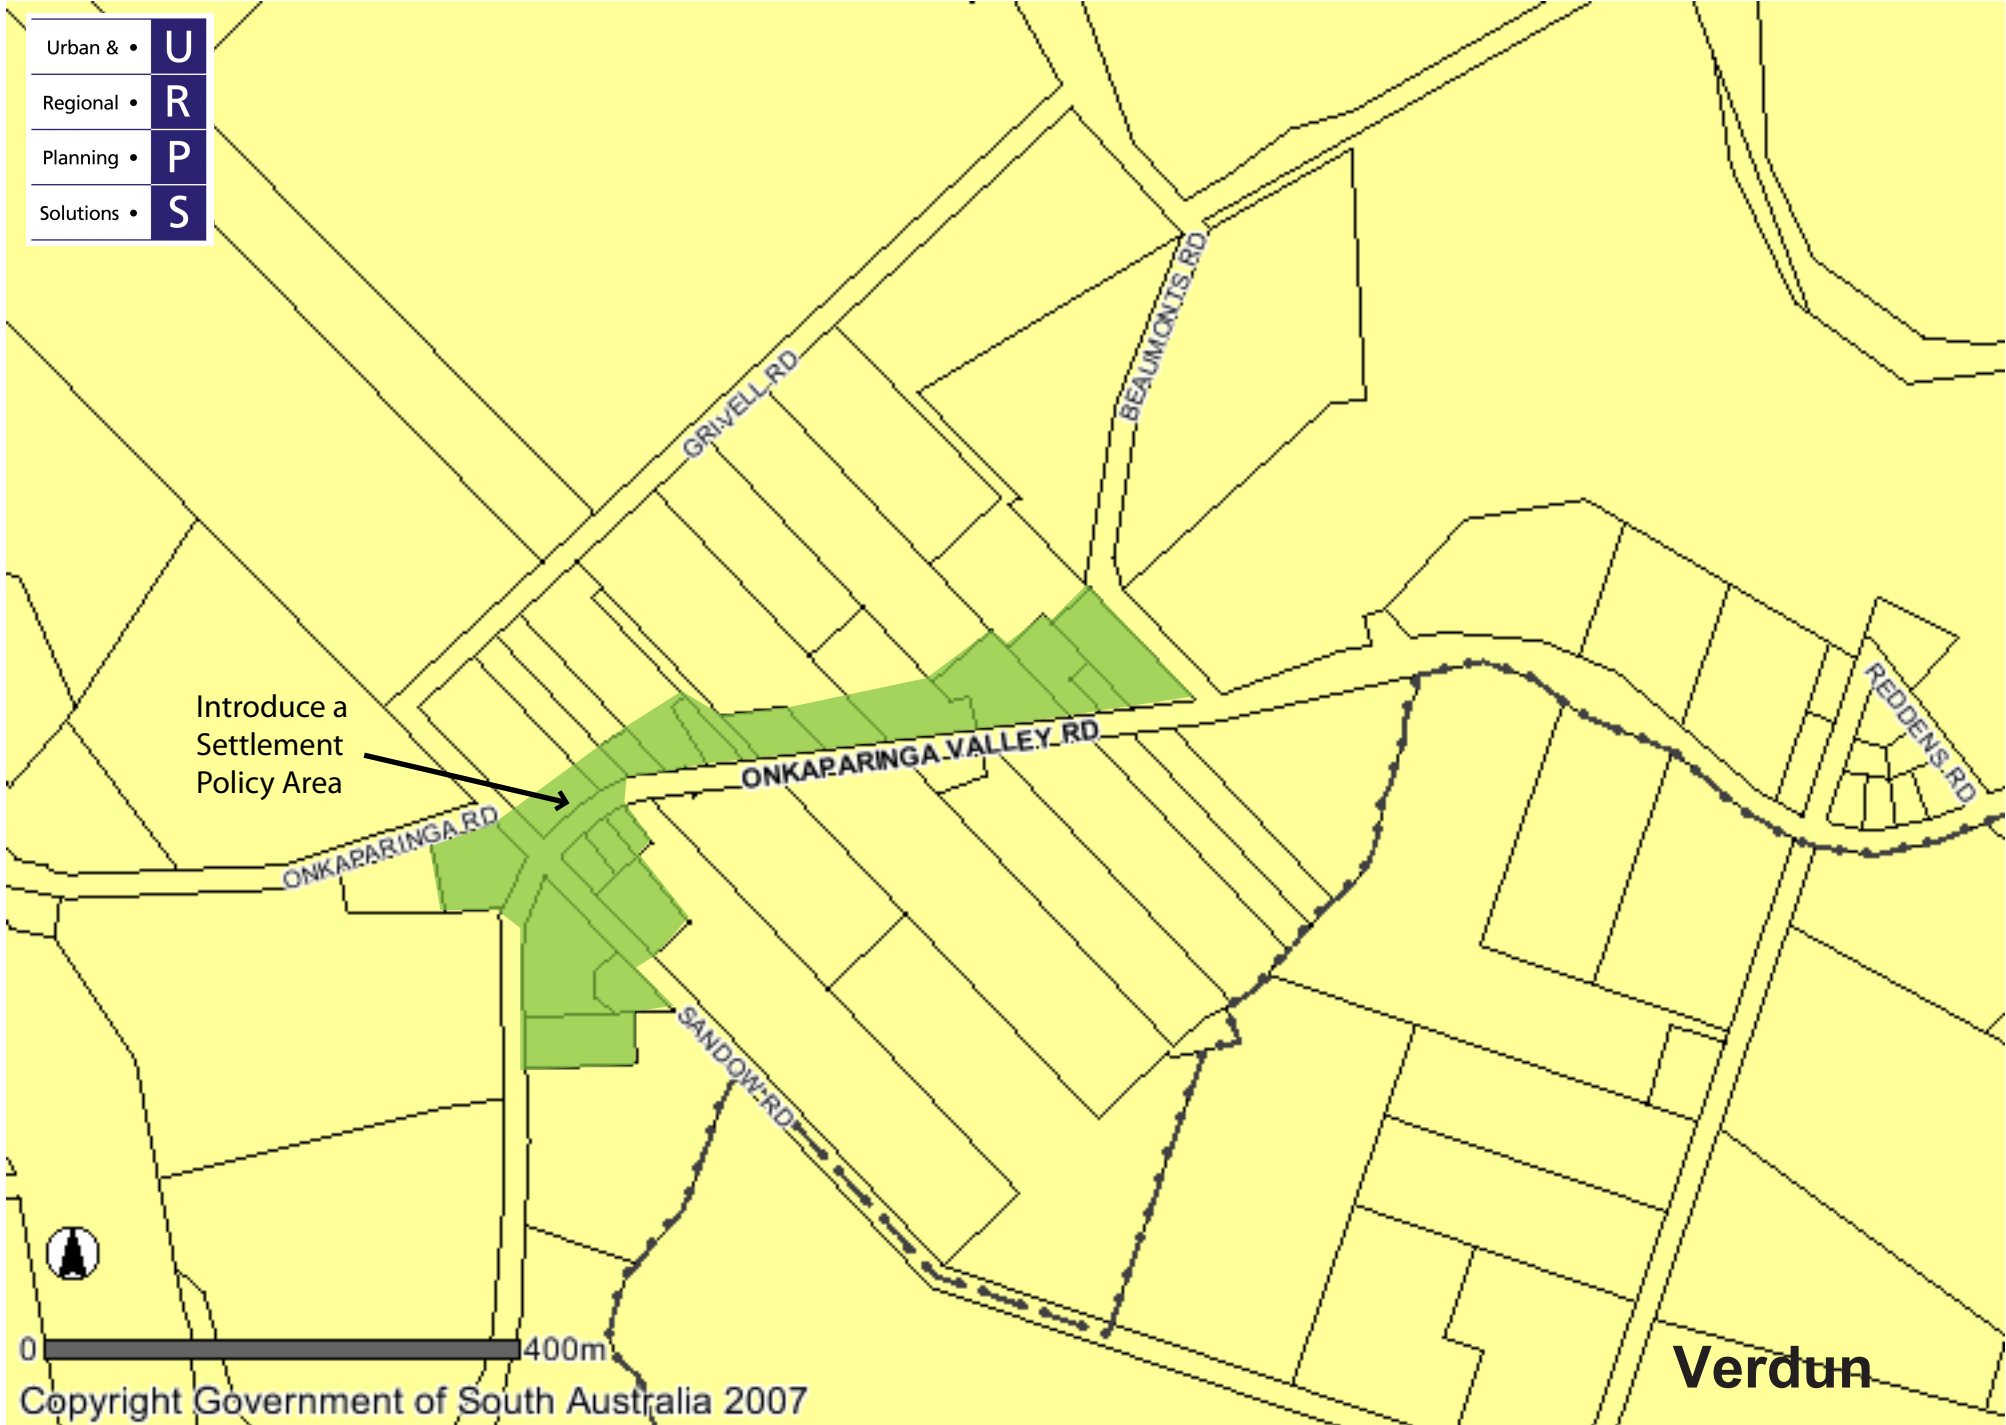 Urban & • U
Regional • R
Planning • P
Solutions • S
GRIVELL RD
BEAUMONTS RD
Introduce a
Settlement
Policy Area
REDDENS RD
ONKAPARINGA VALLEY RD
ONKAPARINGA RD
SANDOW RD
0 400m
Verdun
Copyright Government of South Australia 2007